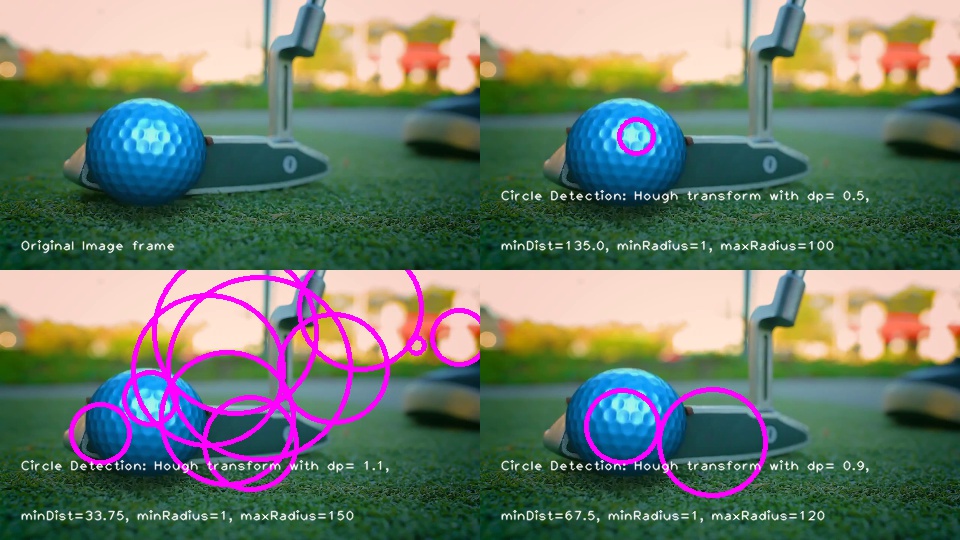 Original Image frame
Circle Detection: Hough transform with dp= 0.5,
minDist=135.0, minRadius=1, maxRadius=100
Circle Detection: Hough transform with dp= 1.1,
minDist=33.75, minRadius=1, maxRadius=150
Circle Detection: Hough transform with dp= 0.9,
minDist=67.5, minRadius=1, maxRadius=120